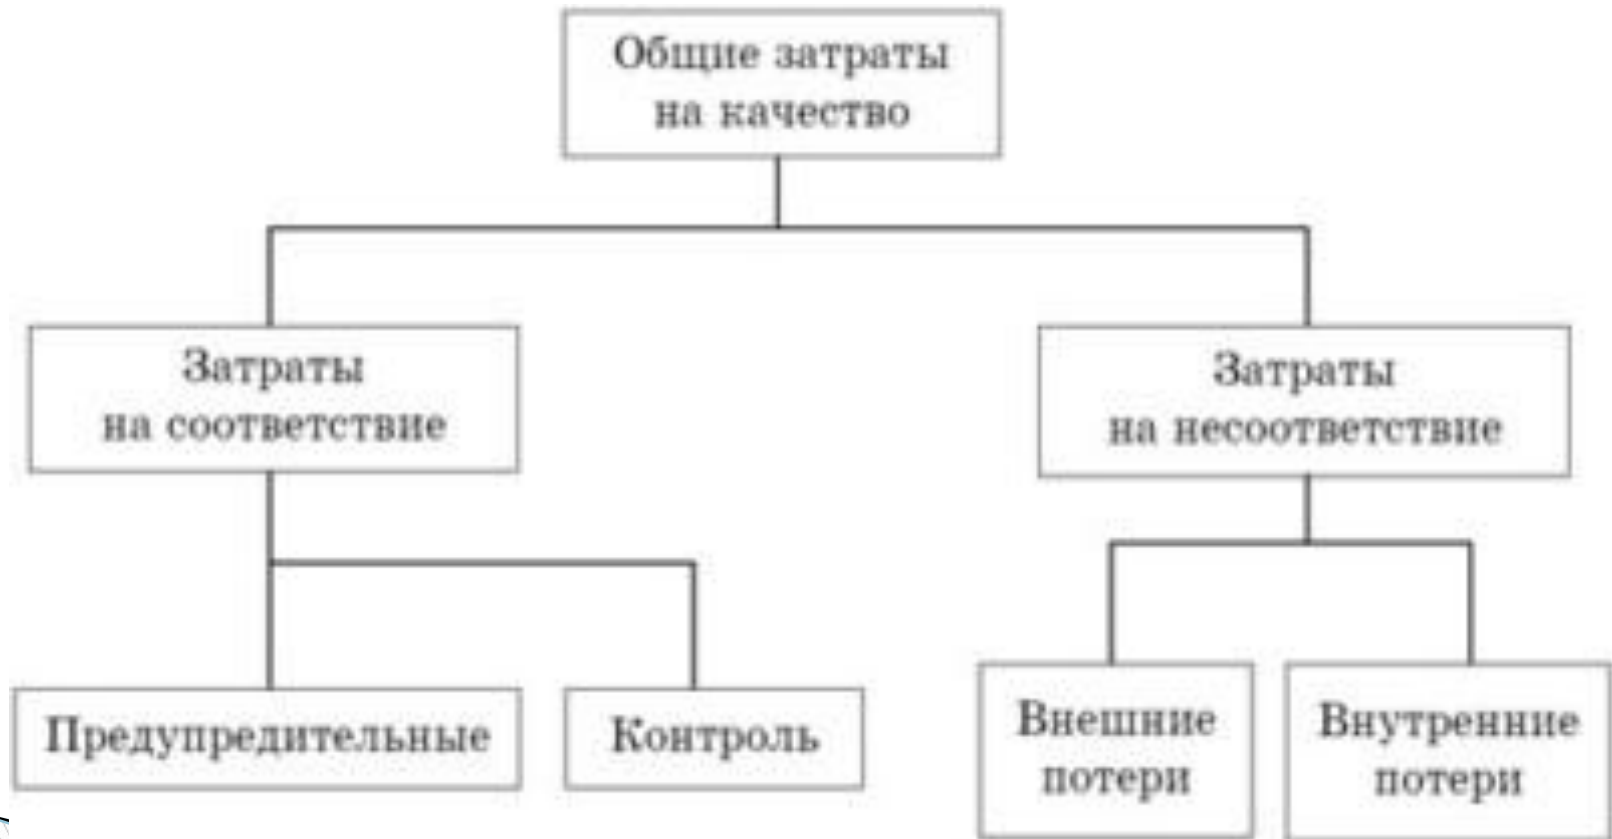 Общие затраты
на качество
Затраты
на соответствие
Затраты
на несоответствие
Предупредительные
Контроль
Внешние
потери
Внутренние
потери